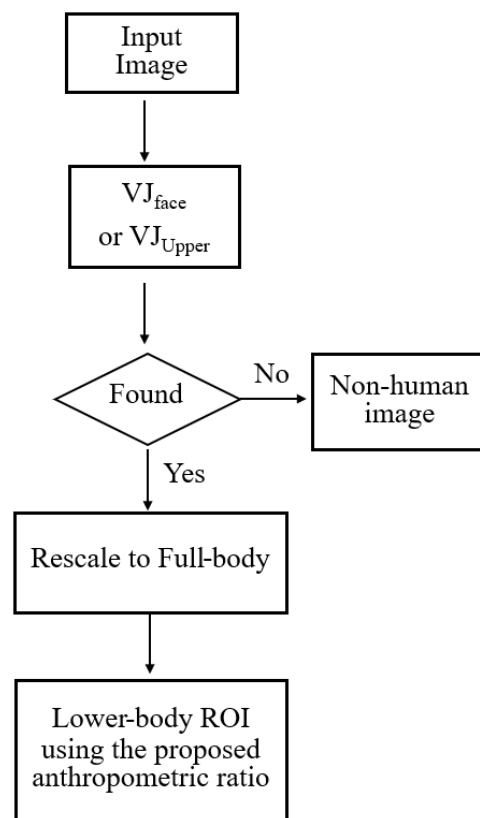 Input
Image
VJface
or VJUpper
Found
No
Non-human
image
Yes
Rescale to Full-body
Lower-body ROI
using the proposed
anthropometric ratio